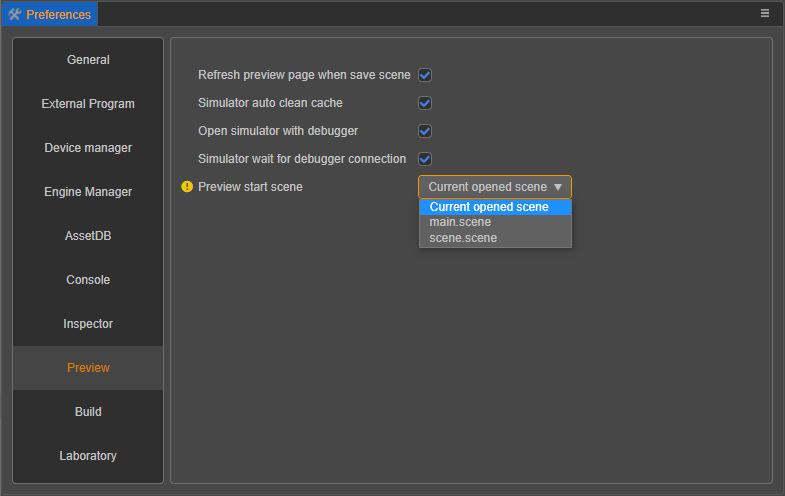 Preferences
General
External Program
Device manager
Engine Manager
AssetDB
Console
Inspector
Preview
Build
Laboratory
Refresh preview page when save scene
Simulator auto clean cache
Open simulator with debugger
Simulator wait for debugger connection
Preview start scene
Current opened scene
Current opened scene
main.scene
scene.scene